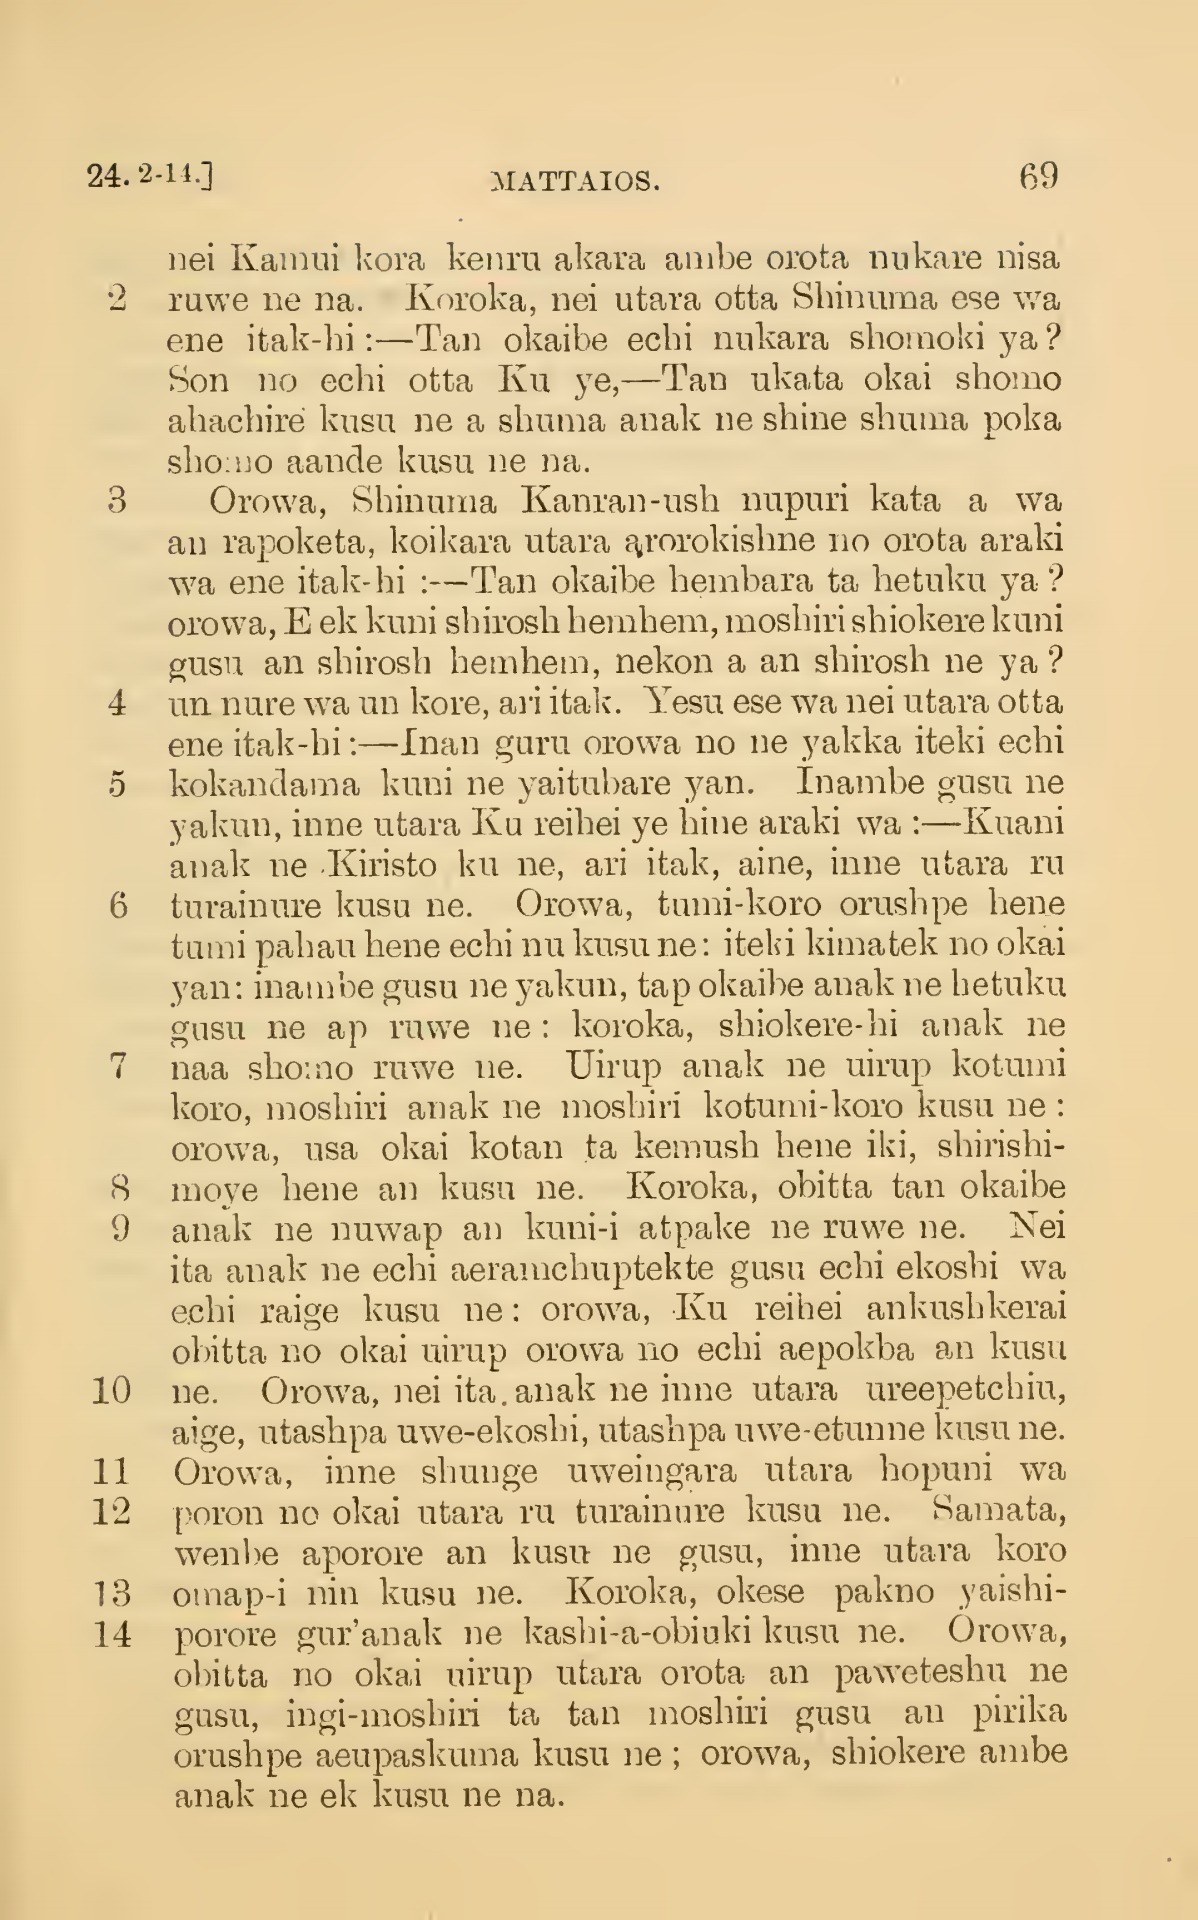 24. 2-14.] MATTAIOS. 69
nei Kamui kora kenru akara ambe orota nukare nisa
2 ruwe ne na. Koroka, nei utara otta Shinuma ese wa
ene itak-hi:—Tan okaibe echi nukara shomoki ya?
Son no echi otta Ku ye,—Tan ukata okai shomo
ahachire kusu ne a shuma anak ne shine shuma poka
shomo aande kusu ne na.
3 Orowa, Shinuma Kanran-ush nupuri kata a wa
an rapoketa, koikara utara arorokishne no orota araki
wa ene itak-hi:—Tan okaibe hembara ta hetuku ya?
orowa, E ek kuni shirosh hemhem, moshiri shiokere kuni
gusu an shirosh hemhem, nekon a an shirosh ne ya?
4 un nure wa un kore, ari itak. Yesu ese wa nei utara otta
ene itak-hi:—Inan guru orowa no ne yakka iteki echi
5 kokandama kuni ne yaitubare yan. Inambe gusu ne
yakun, inne utara Ku reihei ye hine araki wa:—Kuani
anak ne Kiristo ku ne, ari itak, aine, inne utara ru
6 turainure kusu ne. Orowa, tumi-koro orushpe hene
tumi pahau hene echi nu kusu ne: iteki kimatek no okai
yan: inambe gusu ne yakun, tap okaibe anak ne hetuku
gusu ne ap ruwe ne: koroka, shiokere-hi anak ne
7 naa shomo ruwe ne. Uirup anak ne uirup kotumi
koro, moshiri anak ne moshiri kotumi-koro kusu ne:
orowa, usa okai kotan ta kemush hene iki, shirishi-
8 moye hene an kusu ne. Koroka, obitta tan okaibe
9 anak ne nuwap an kuni-i atpake ne ruwe ne. Nei
ita anak ne echi aeramchuptekte gusu echi ekoshi wa
echi raige kusu ne: orowa, Ku reihei ankushkerai
obitta no okai uirup orowa no echi aepokba an kusu
10 ne. Orowa, nei ita anak ne inne utara ureepetchiu,
aige, utashpa uwe-ekoshi, utashpa uwe-etunne kusu ne.
11 Orowa, inne shunge uweingara utara hopuni wa
12 poron no okai utara ru turainure kusu ne. Samata,
wenbe aporore an kusu ne gusu, inne utara koro
13 omap-i nin kusu ne. Koroka, okese pakno yaishi-
14 porore gur'anak ne kashi-a-obiuki kusu ne. Orowa,
obitta no okai uirup utara orota an paweteshu ne
gusu, ingi-moshiri ta tan moshiri gusu an pirika
orushpe aeupaskuma kusu ne; orowa, shiokere ambe
anak ne ek kusu ne na.